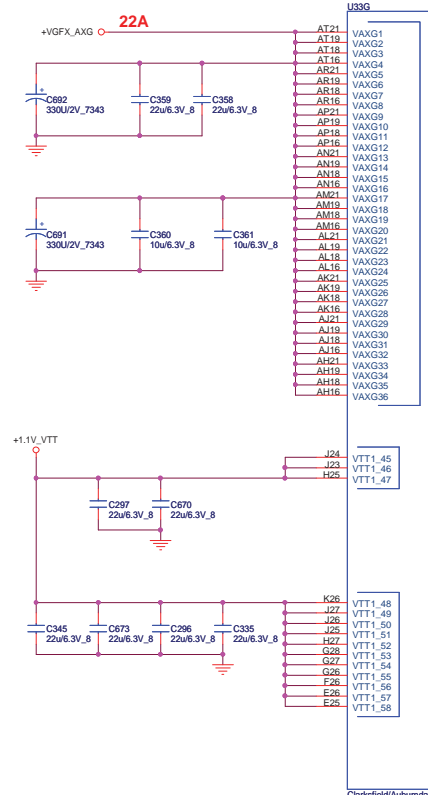 U33G
22A
+VGFX_AXG
AT21 VAXG1
AT19 VAXG2
AT18 VAXG3
AT16 VAXG4
AR21 VAXG5
AR19 VAXG6
AR18 VAXG7
AR16 VAXG8
AP21 VAXG9
AP19 VAXG10
AP18 VAXG11
AP16 VAXG12
AN21 VAXG13
AN19 VAXG14
AN18 VAXG15
AN16 VAXG16
AM21 VAXG17
AM19 VAXG18
AM18 VAXG19
AM16 VAXG20
AL21 VAXG21
AL19 VAXG22
AL18 VAXG23
AL16 VAXG24
AK21 VAXG25
AK19 VAXG26
AK18 VAXG27
AK16 VAXG28
AJ21 VAXG29
AJ19 VAXG30
AJ18 VAXG31
AJ16 VAXG32
AH21 VAXG33
AH19 VAXG34
AH18 VAXG35
AH16 VAXG36
+
C692
330U/2V_7343
C359
22u/6.3V_8
C358
22u/6.3V_8
+
C691
330U/2V_7343
C360
10u/6.3V_8
C361
10u/6.3V_8
+1.1V_VTT
J24 VTT1_45
J23 VTT1_46
H25 VTT1_47
C297
22u/6.3V_8
C670
22u/6.3V_8
K26 VTT1_48
J27 VTT1_49
J26 VTT1_50
J25 VTT1_51
H27 VTT1_52
G28 VTT1_53
G27 VTT1_54
G26 VTT1_55
F26 VTT1_56
E26 VTT1_57
E25 VTT1_58
C345
22u/6.3V_8
C673
22u/6.3V_8
C296
22u/6.3V_8
C335
22u/6.3V_8